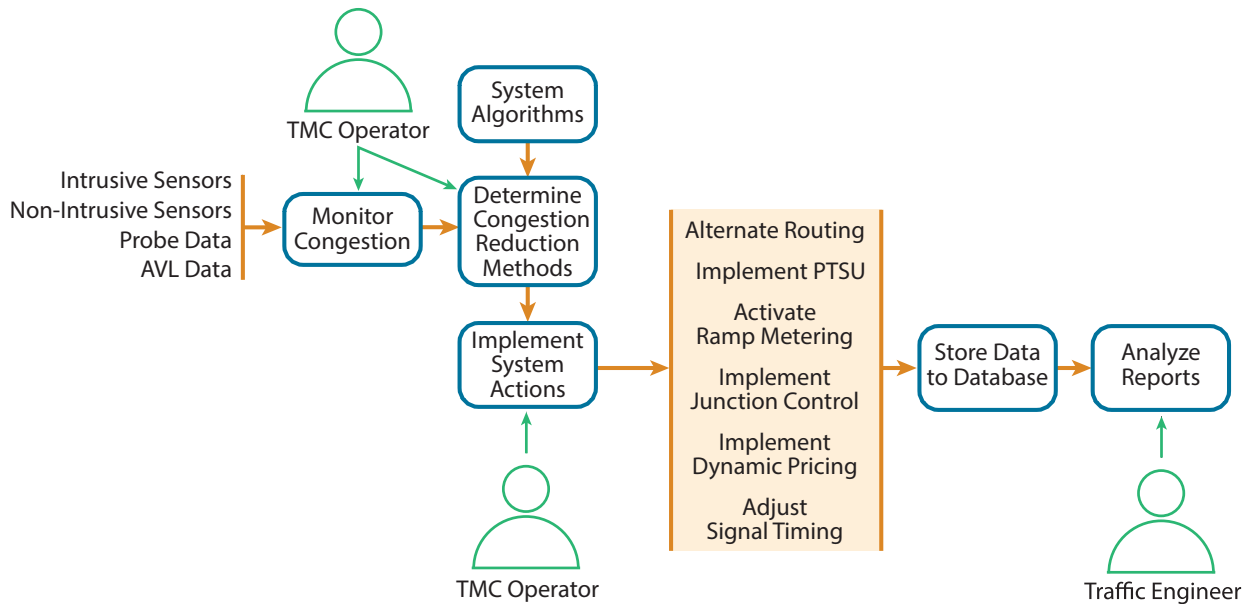 TMC Operator
System
Algorithms
Intrusive Sensors
Non-Intrusive Sensors
Probe Data
AVL Data
Monitor
Congestion
Determine
Congestion
Reduction
Methods
Implement
System
Actions
TMC Operator
Alternate Routing
Implement PTSU
Activate
Ramp Metering
Implement
Junction Control
Implement
Dynamic Pricing
Adjust
Signal Timing
Store Data
to Database
Analyze
Reports
Traffic Engineer